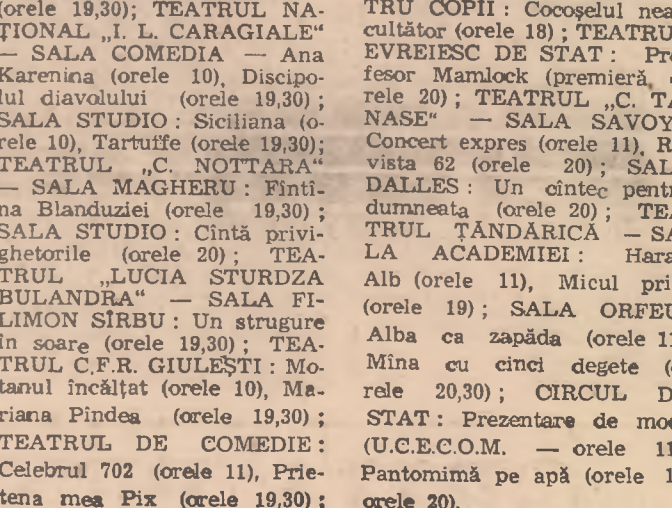 (orele 19,30); TEATRUL NA-
ȚIONAL „I. L. CARAGIALE“
— SALA COMEDIA — Ana
Karenina (orele 10), Discipo-
lul diavolului (orele 19,30) ;
SALA STUDIO : Siciliana (o-
rele 10), Tartuffe (orele 19,30);
TEATRUL „C. NOTTARA“
— SALA MAGHERU : Fîntî-
na Blanduziei (orele 19,30) ;
SALA STUDIO : Cîntă privi-
ghetorile (orele 20) ; TEA-
TRUL „LUCIA STURDZA
BULANDRA“ — SALA FI-
LIMON SÎRBU : Un strugure
în soare (orele 19,30) ; TEA-
TRUL C.F.R. GIULEȘTI : Mo-
tanul încălțat (orele 10), Ma-
riana Pîndea (orele 19,30) ;
TEATRUL DE COMEDIE :
Celebrul 702 (orele 11), Prie-
tena mea Pix (orele 19,30) ;
TRU COPII : Cocoșelul nea
cultător (orele 18) ; TEATRU
EVREIESC DE STAT : Pro
fesor Mamlock (premieră,
rele 20) ; TEATRUL „C. TA
NASE“ — SALA SAVOY
Concert expres (orele 11), R
vista 62 (orele 20) ; SAL
DALLES : Un cîntec pentr
dumneata (orele 20) ; TE
TRUL ȚĂNDĂRICĂ — SA
LA ACADEMIEI : Hara
Alb (orele 11), Micul pri
(orele 19) ; SALA ORFEU
Alba ca zapăda (orele 11
Mîna cu cinci degete (
rele 20,30) ; CIRCUL D
STAT : Prezentare de mod
(U.C.E.C.O.M. — orele 11
Pantomimă pe apă (orele 1
orele 20).